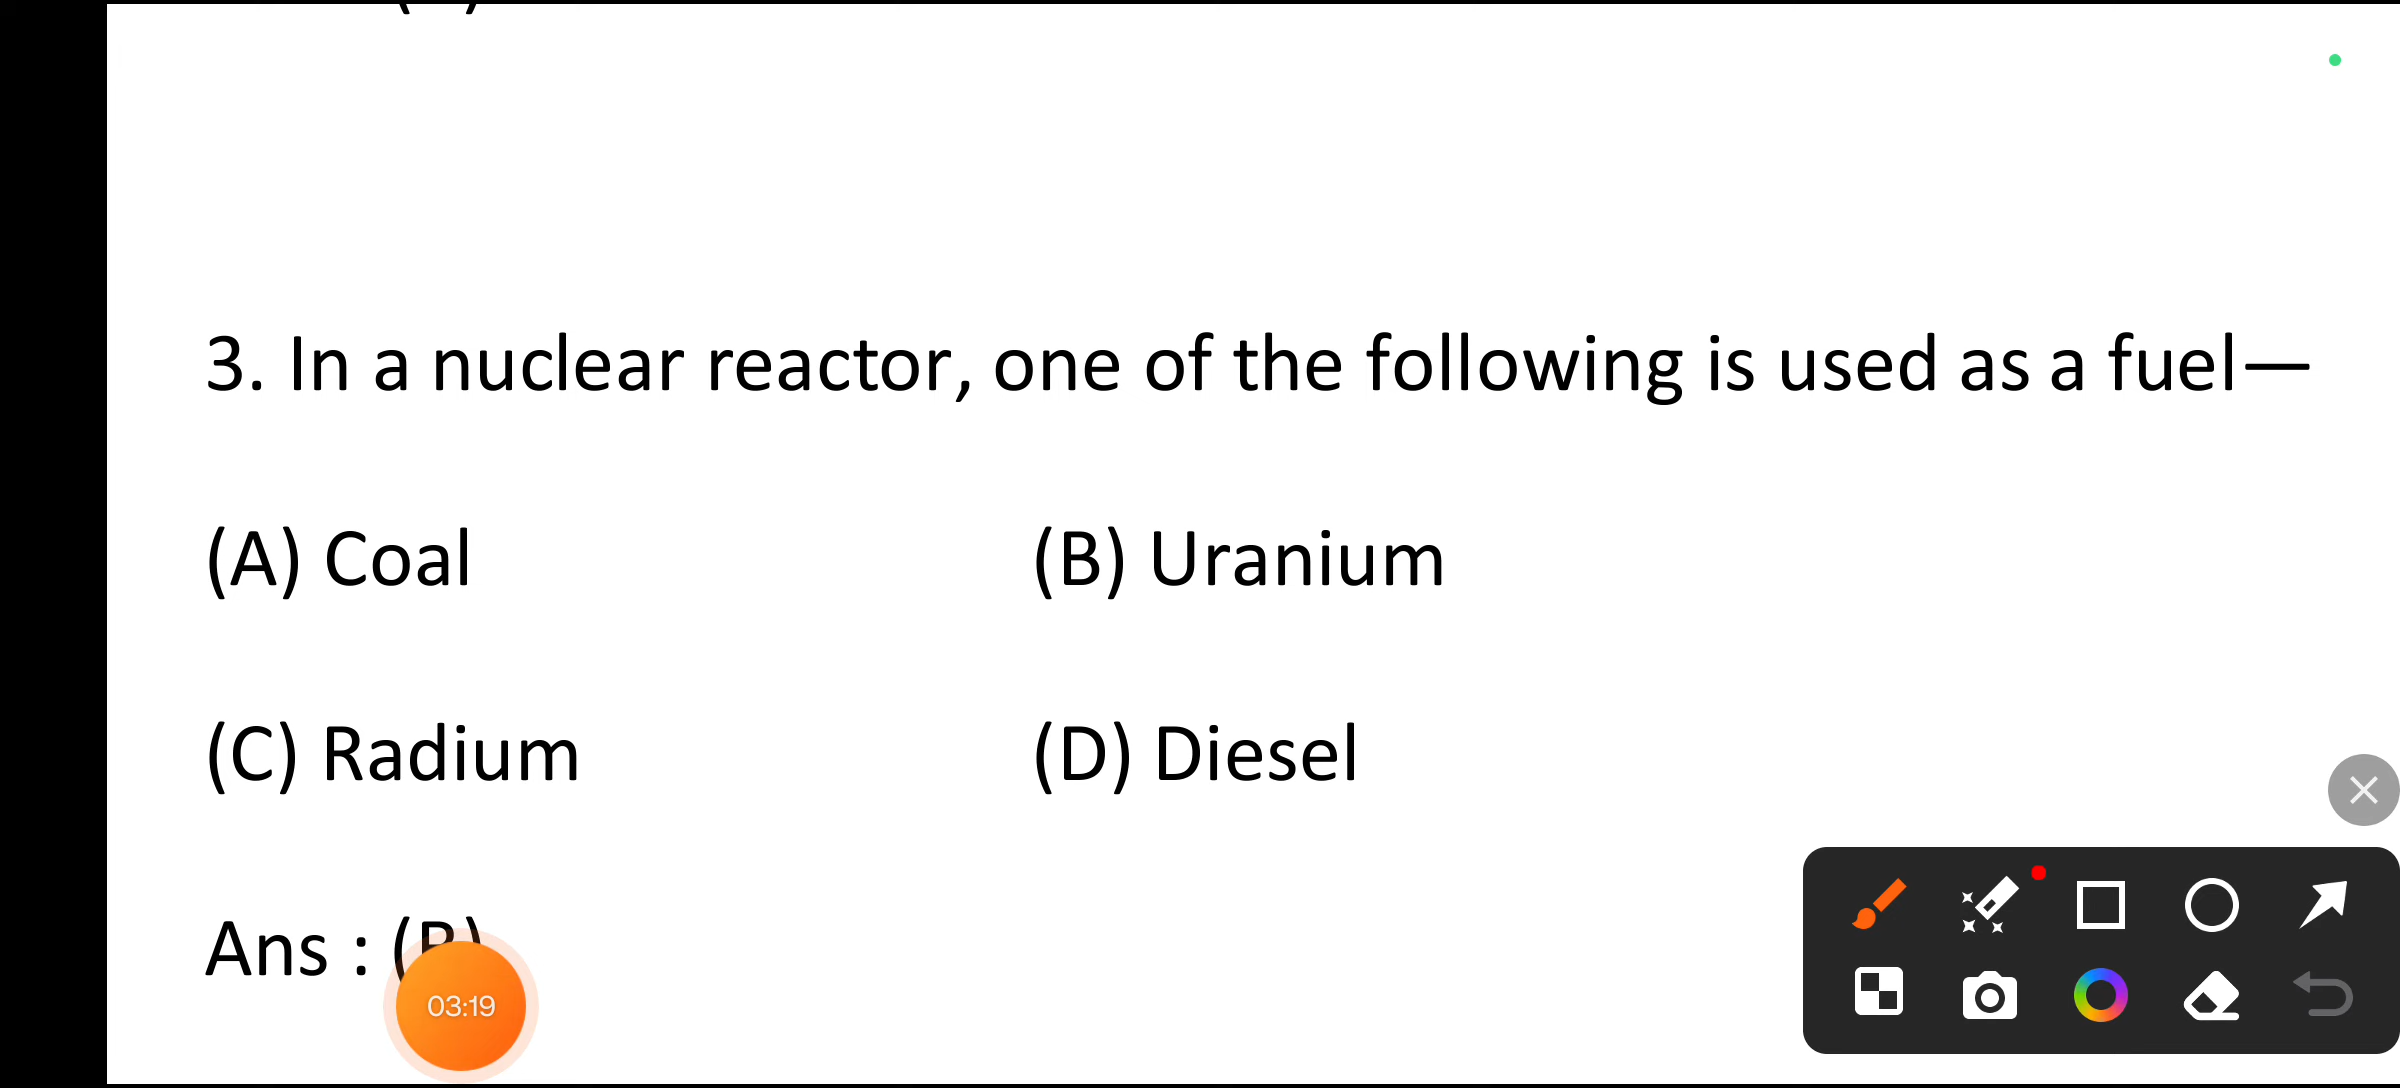 3. In a nuclear reactor, one of the following is used as a fuel—
(A) Coal (B) Uranium
(C) Radium (D) Diesel
Ans : (B)
03:19